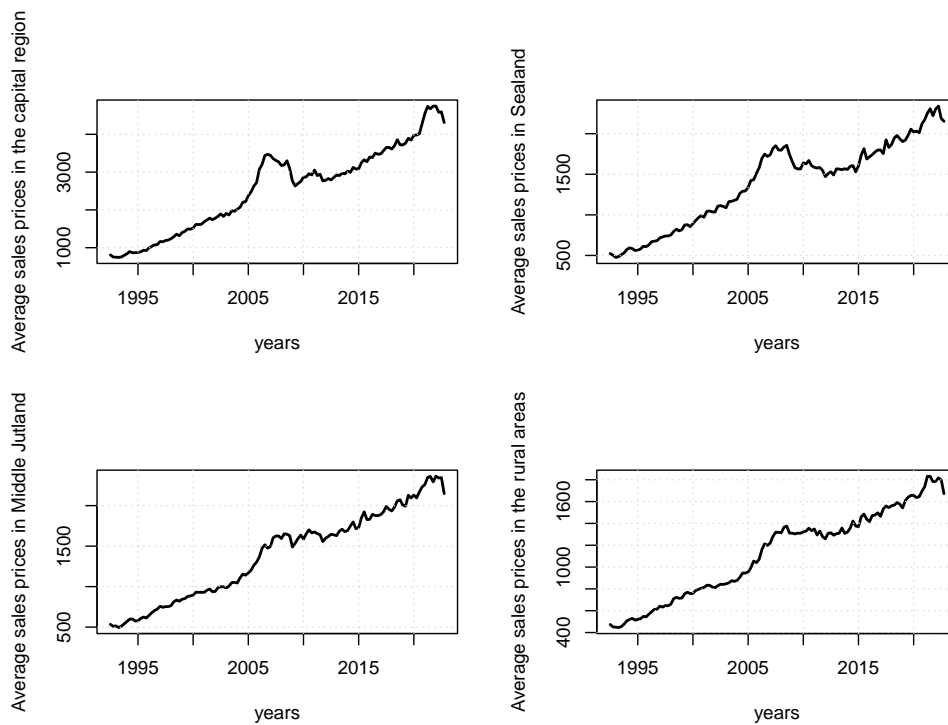 Average sales prices in the capital region
1000
3000
1995
2005
2015
years
Average sales prices in Sealand
500
1500
1995
2005
2015
years
Average sales prices in Middle Jutland
500
1500
1995
2005
2015
years
Average sales prices in the rural areas
400
1000
1600
1995
2005
2015
years